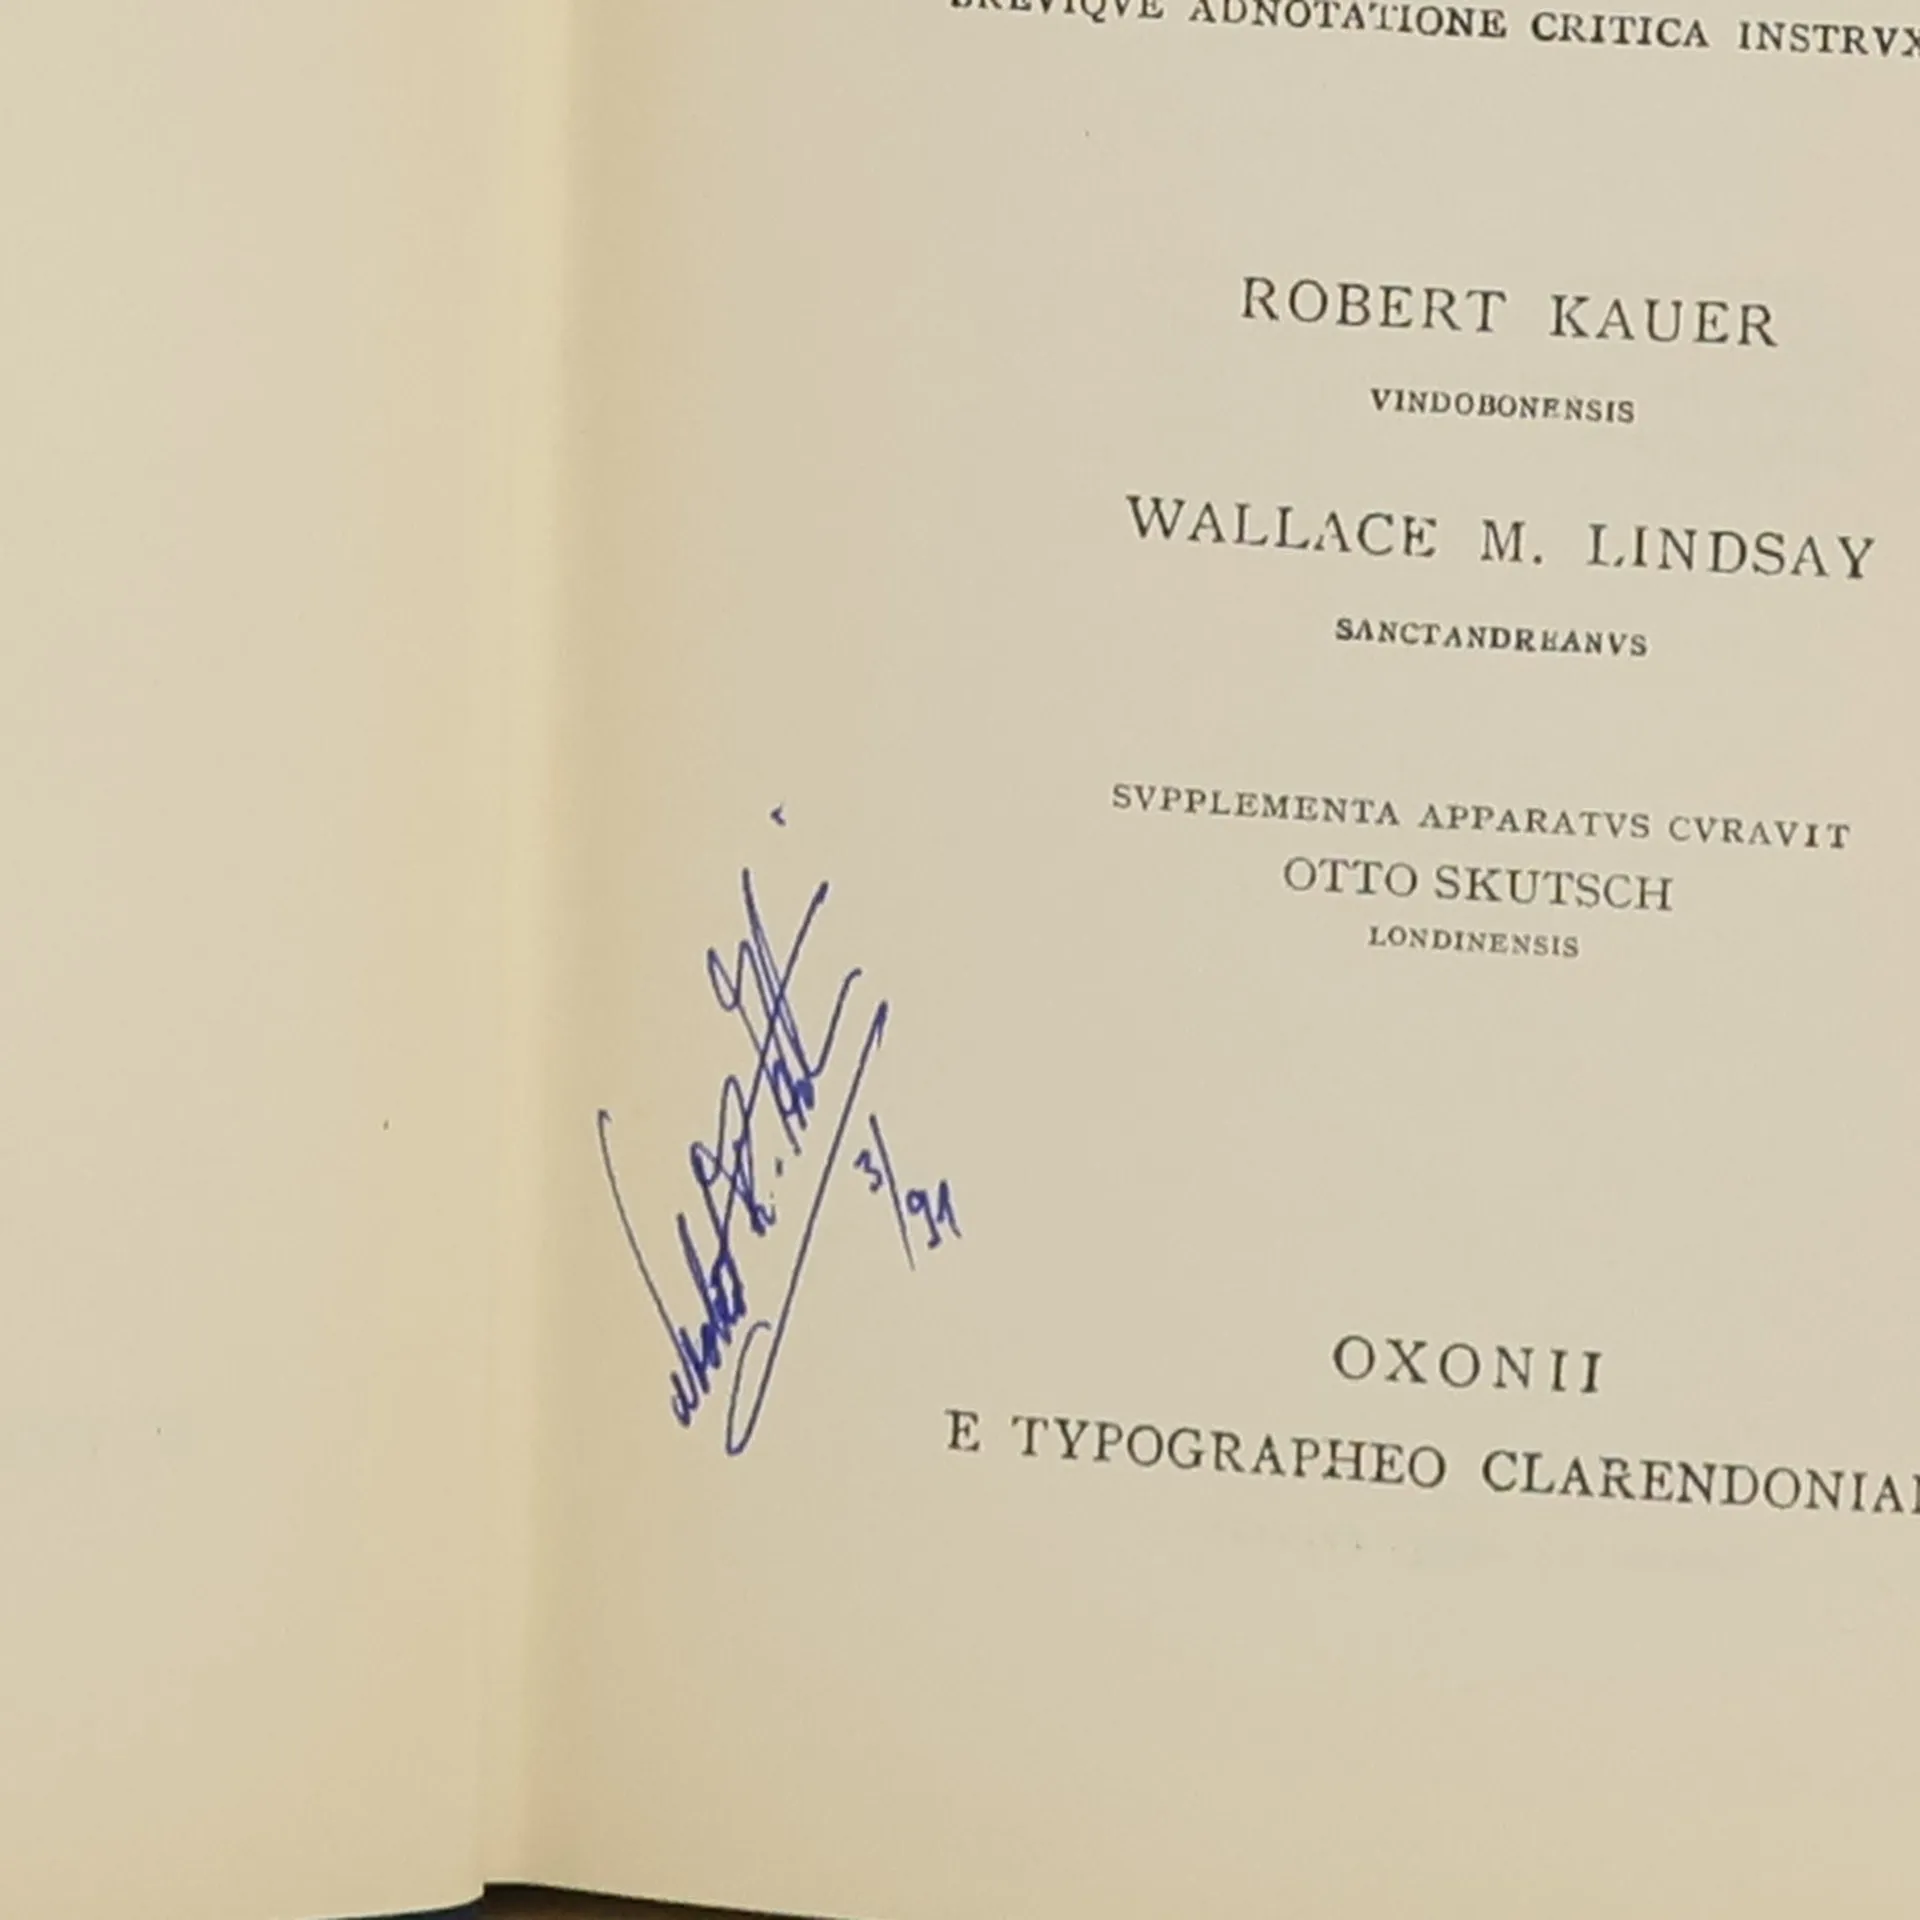 BREVIQVE ADNOTATIONE CRITICA INSTRVX
ROBERT KAUER
VINDOBONENSIS
WALLACE M. LINDSAY
SANCTANDREANVS
SVPPLEMENTA APPARATVS CVRAVIT
OTTO SKUTSCH
LONDINENSIS
3/91
OXONII
E TYPOGRAPHEO CLARENDONIAN